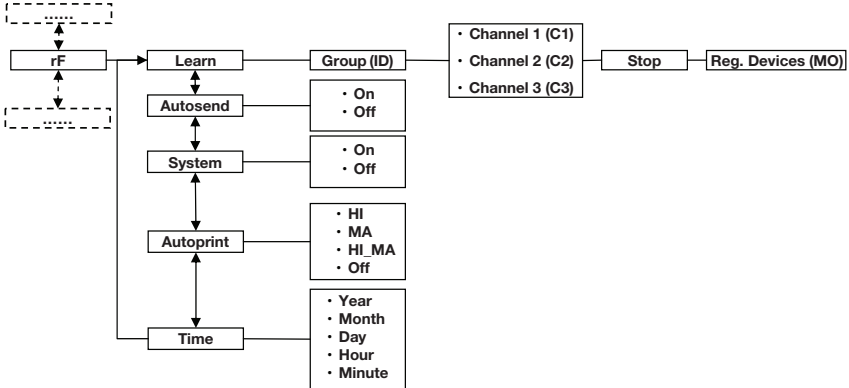 ......
rF
......
Learn
Group (ID)
• Channel 1 (C1)
• Channel 2 (C2)
• Channel 3 (C3)
Stop
Reg. Devices (MO)
Autosend
• On
• Off
System
• On
• Off
Autoprint
• HI
• MA
• HI_MA
• Off
Time
• Year
• Month
• Day
• Hour
• Minute